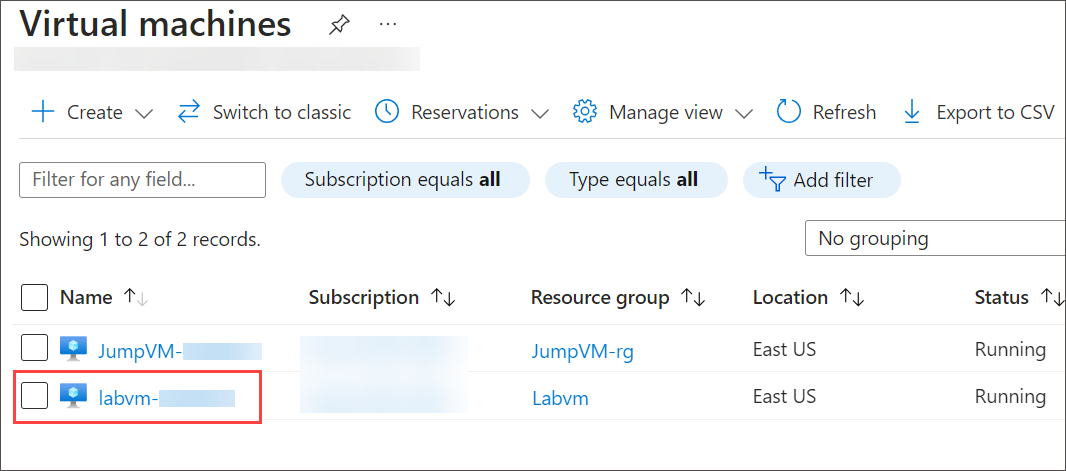 Virtual machines ...
Create Switch to classic Reservations Manage view Refresh Export to CSV
Filter for any field... Subscription equals all Type equals all Add filter
Showing 1 to 2 of 2 records. No grouping
Name Subscription Resource group Location Status
JumpVM- JumpVM-rg East US Running
labvm- Labvm East US Running